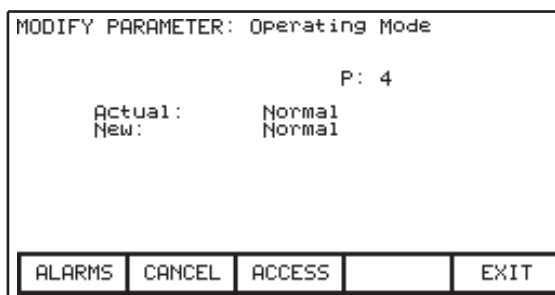 MODIFY PARAMETER: Operating Mode
P: 4
Actual: Normal
New: Normal
ALARMS CANCEL ACCESS EXIT